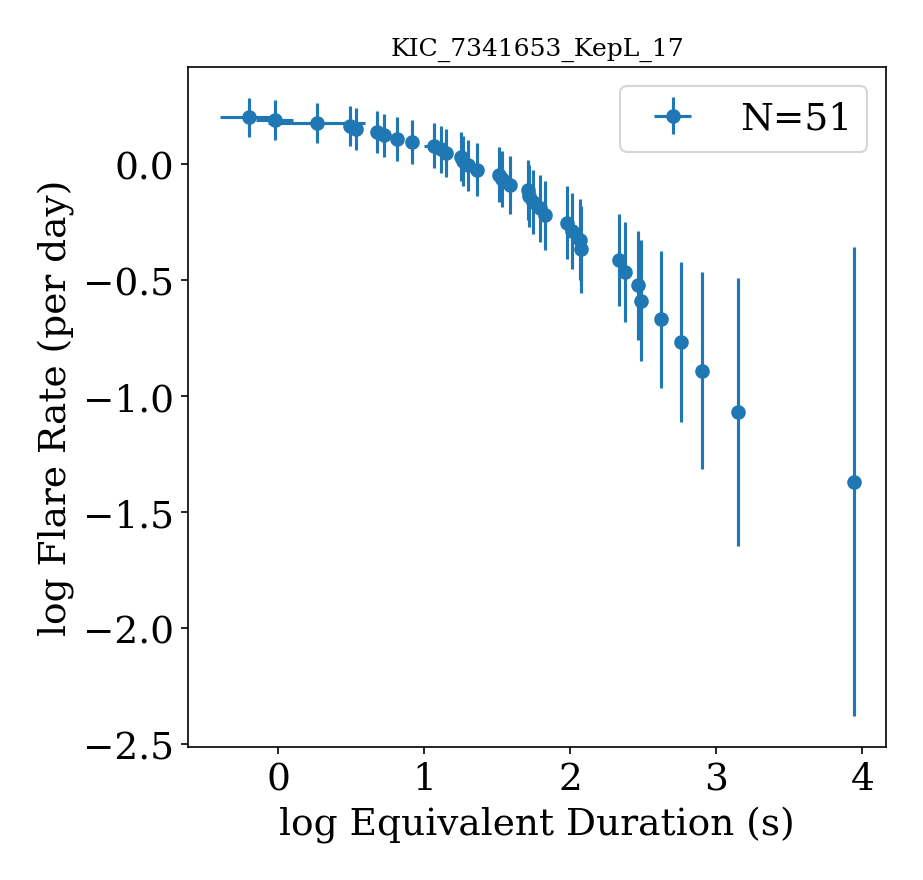 KIC_7341653_KepL_17
N=51
log Flare Rate (per day)
0.0
−0.5
−1.0
−1.5
−2.0
−2.5
0 1 2 3 4
log Equivalent Duration (s)